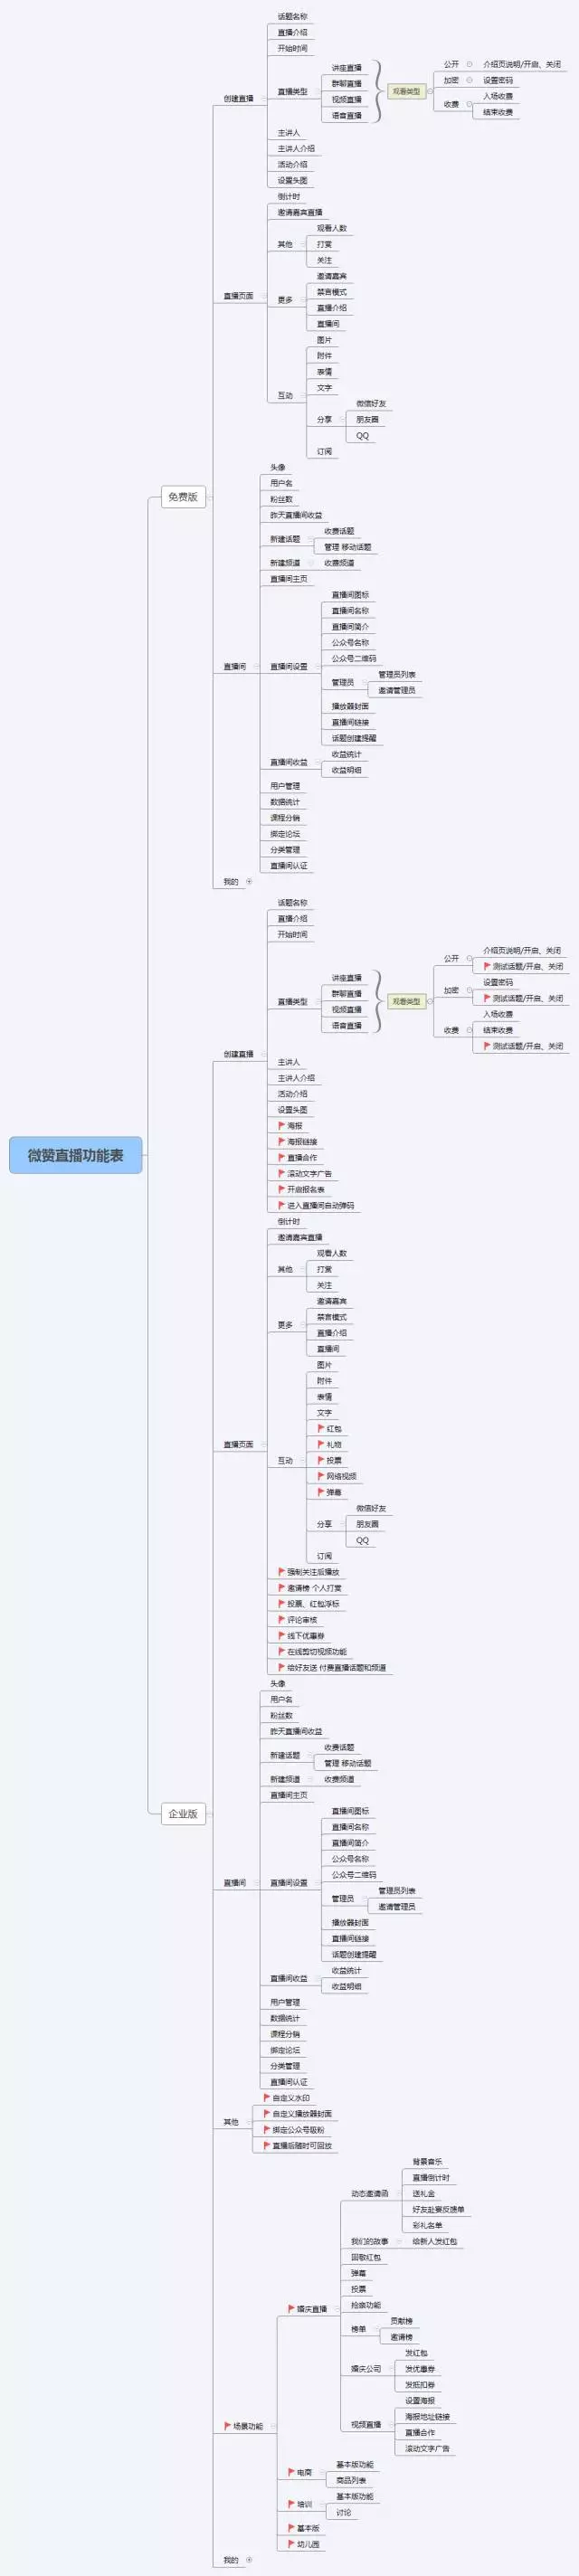 话题名称
直播介绍
开始时间
讲座直播
群聊直播
视频直播
语音直播
直播类型
观看类型
公开
介绍页说明/开启、关闭
加密
设置密码
收费
入场收费
结束收费
创建直播
主讲人
主讲人介绍
活动介绍
设置头图
倒计时
邀请嘉宾直播
观看人数
其他
打赏
关注
邀请嘉宾
直播页面
更多
禁言模式
直播介绍
直播间
图片
附件
表情
文字
互动
微信好友
分享
朋友圈
QQ
订阅
免费版
头像
用户名
粉丝数
昨天直播间收益
收费话题
新建话题
管理 移动话题
新建频道
收费频道
直播间主页
直播间图标
直播间名称
直播间简介
公众号名称
公众号二维码
直播间
直播间设置
管理员
管理员列表
邀请管理员
播放器封面
直播间链接
话题创建提醒
收益统计
直播间收益
收益明细
用户管理
数据统计
课程分销
绑定论坛
分类管理
直播间认证
我的
话题名称
直播介绍
开始时间
讲座直播
群聊直播
视频直播
语音直播
直播类型
观看类型
公开
介绍页说明/开启、关闭
测试话题/开启、关闭
加密
设置密码
测试话题/开启、关闭
收费
入场收费
结束收费
测试话题/开启、关闭
创建直播
主讲人
主讲人介绍
活动介绍
设置头图
海报
海报链接
直播合作
滚动文字广告
开启报名表
进入直播间自动弹码
微赞直播功能表
倒计时
邀请嘉宾直播
观看人数
其他
打赏
关注
邀请嘉宾
更多
禁言模式
直播介绍
直播间
图片
附件
表情
文字
红包
礼物
直播页面
互动
投票
网络视频
弹幕
微信好友
分享
朋友圈
QQ
订阅
强制关注后播放
邀请榜 个人打赏
投票、红包浮标
评论审核
线下优惠券
在线剪切视频功能
给好友送 付费直播话题和频道
企业版
头像
用户名
粉丝数
昨天直播间收益
收费话题
新建话题
管理 移动话题
新建频道
收费频道
直播间主页
直播间图标
直播间名称
直播间简介
公众号名称
公众号二维码
直播间
直播间设置
管理员
管理员列表
邀请管理员
播放器封面
直播间链接
话题创建提醒
收益统计
直播间收益
收益明细
用户管理
数据统计
课程分销
绑定论坛
分类管理
直播间认证
其他
自定义水印
自定义播放器封面
绑定公众号吸粉
直播后随时可回放
背景音乐
直播倒计时
动态邀请函
送礼金
好友赴宴反馈单
彩礼名单
我们的故事
给新人发红包
回敬红包
弹幕
投票
婚庆直播
抢亲功能
榜单
贡献榜
邀请榜
发红包
婚庆公司
发优惠券
发抵扣券
设置海报
海报地址链接
视频直播
直播合作
滚动文字广告
场景功能
电商
基本版功能
商品列表
培训
基本版功能
讨论
基本版
幼儿园
我的